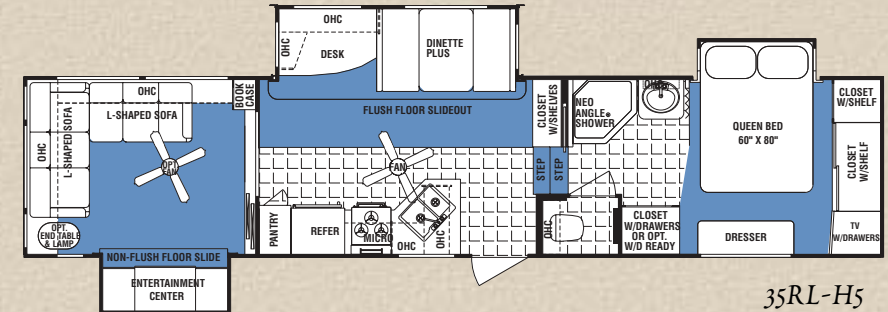 OHC
OHC
DESK
DINETTE
PLUS
OHC
L-SHAPED SOFA
OHC
L-SHAPED SOFA
BOOK
CASE
FLUSH FLOOR SLIDEOUT
CLOSET
W/SHELVES
NEO
ANGLE®
SHOWER
QUEEN BED
60" X 80"
CLOSET
W/SHELF
CLOSET
W/SHELF
OPT.
FAN
FAN
STEP
STEP
OPT.
END TABLE
& LAMP
PANTRY
REFER
MICRO
OHC
OHC
OHC
CLOSET
W/DRAWERS
OR OPT.
W/D READY
DRESSER
TV
W/DRAWERS
NON-FLUSH FLOOR SLIDE
ENTERTAINMENT
CENTER
35RL-H5